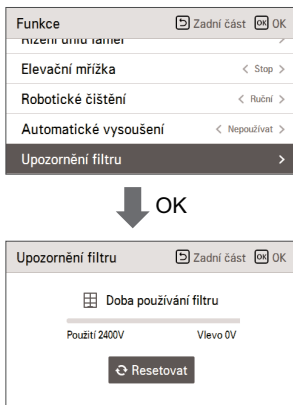 Funkce Zadní část OK OK
Řízení úhlu lamel
Elevační mřížka < Stop >
Robotické čištění < Ruční >
Automatické vysoušení < Nepoužívat >
Upozornění filtru >
OK
Upozornění filtru Zadní část OK OK
Doba používání filtru
Použití 2400V Vlevo 0V
Resetovat